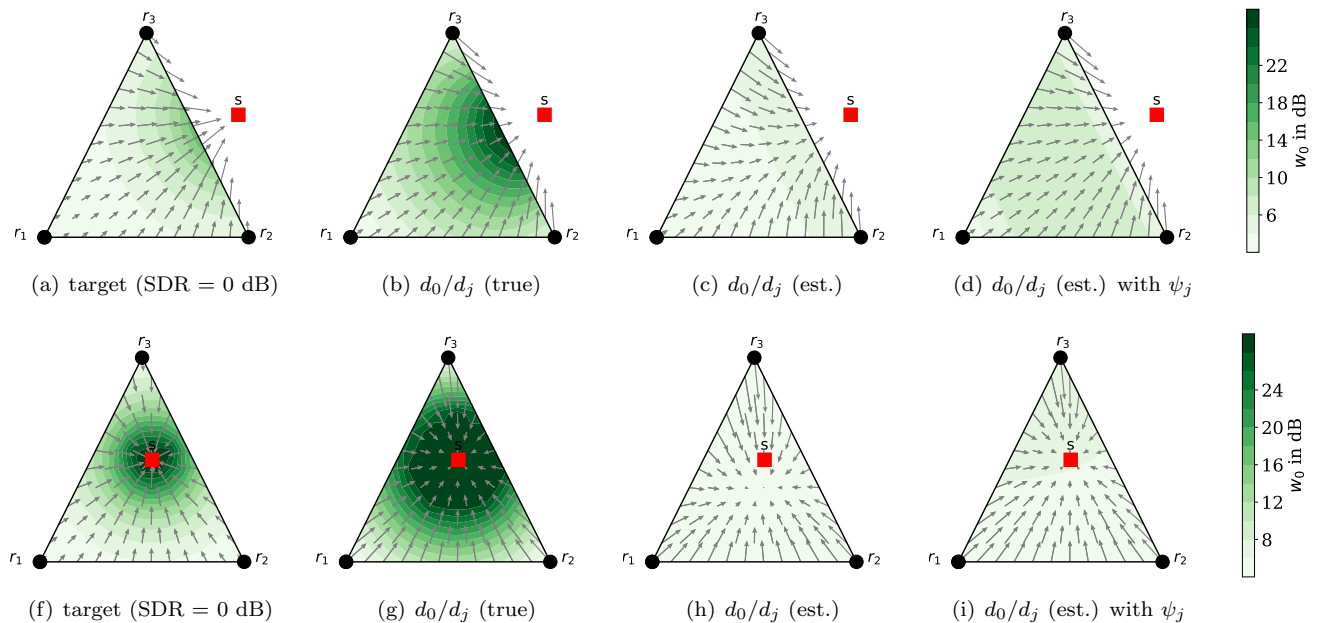 r₃ r₃ r₃ r₃
s s s s
22
18
14
10
6
w₀ in dB
r₁ r₂ r₁ r₂ r₁ r₂ r₁ r₂
(a) target (SDR = 0 dB) (b) d₀/dⱼ (true) (c) d₀/dⱼ (est.) (d) d₀/dⱼ (est.) with ψⱼ
r₃ r₃ r₃ r₃
s s s s
24
20
16
12
8
w₀ in dB
r₁ r₂ r₁ r₂ r₁ r₂ r₁ r₂
(f) target (SDR = 0 dB) (g) d₀/dⱼ (true) (h) d₀/dⱼ (est.) (i) d₀/dⱼ (est.) with ψⱼ